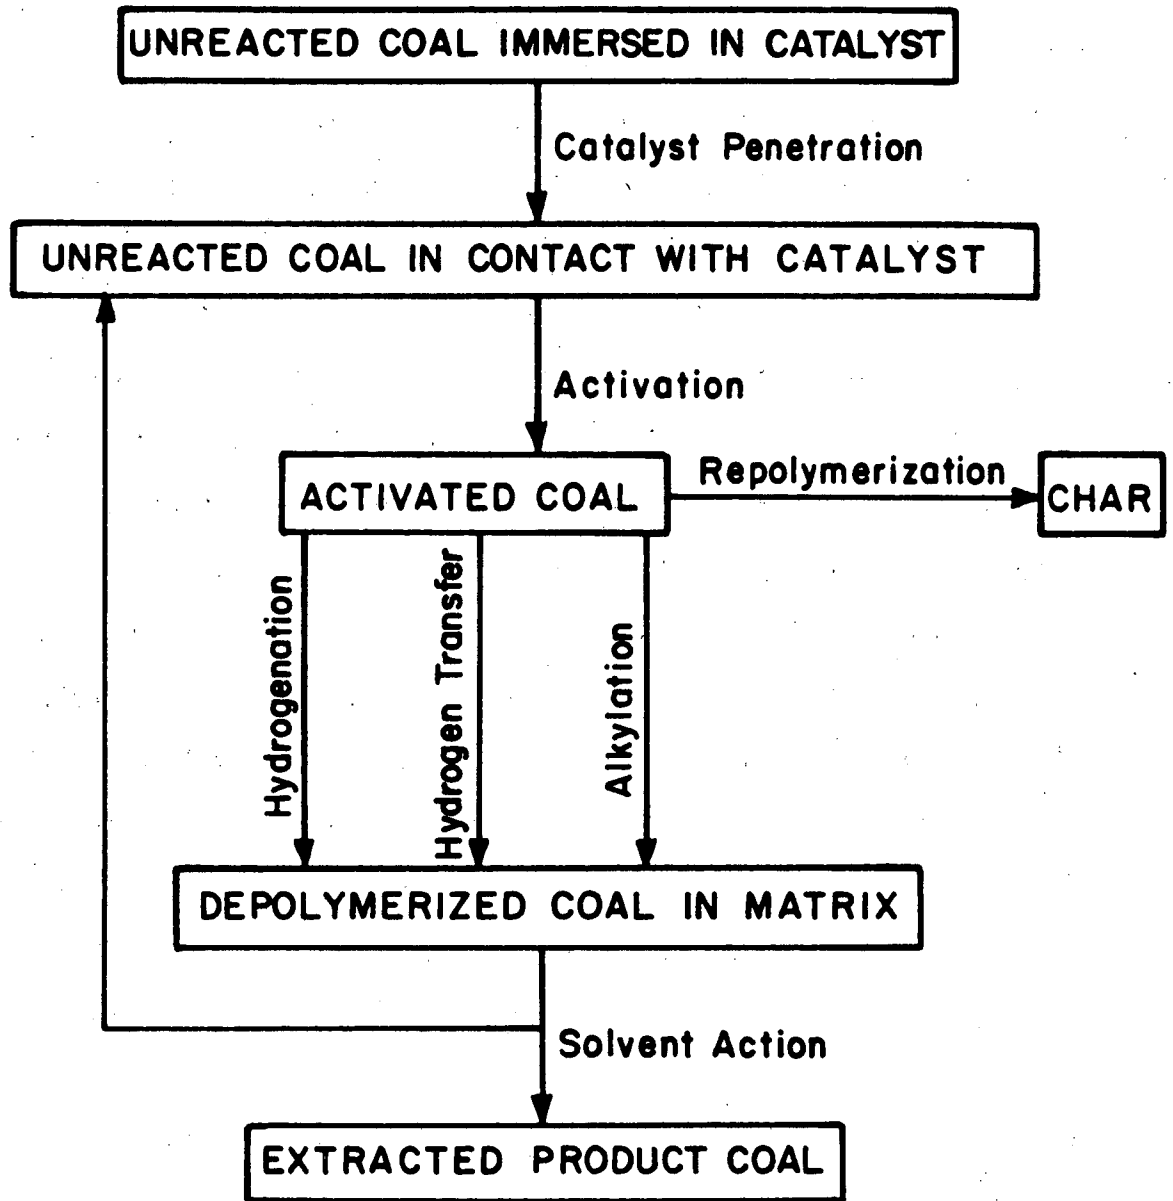 UNREACTED COAL IMMERSED IN CATALYST
Catalyst Penetration
UNREACTED COAL IN CONTACT WITH CATALYST
Activation
ACTIVATED COAL
Repolymerization
CHAR
Hydrogenation
Hydrogen Transfer
Alkylation
DEPOLYMERIZED COAL IN MATRIX
Solvent Action
EXTRACTED PRODUCT COAL